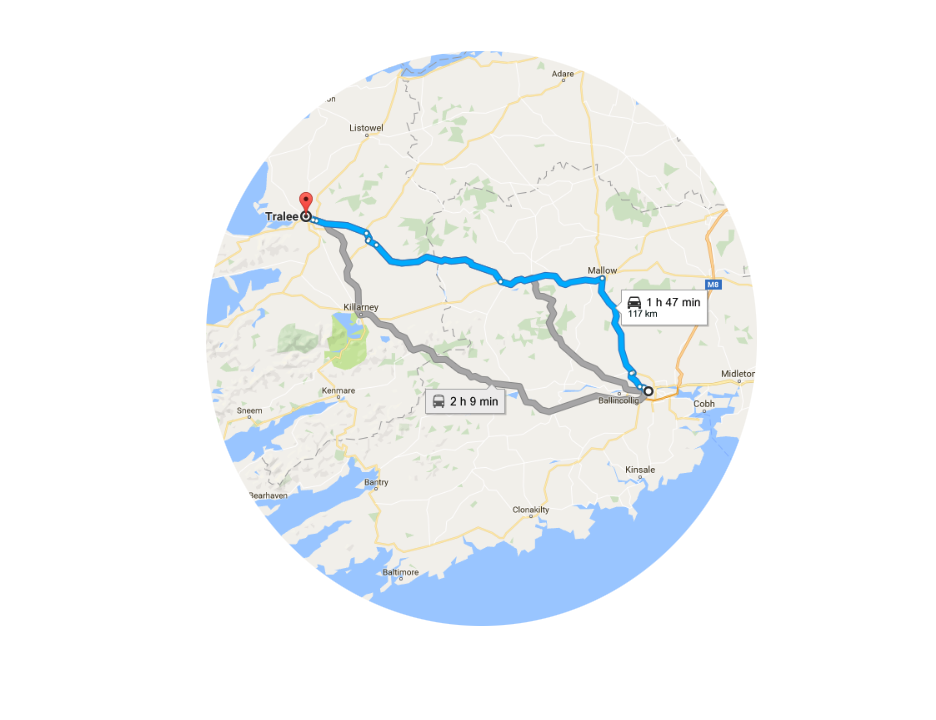 Adare
Listowel
Tralee
Mallow
M8
1 h 47 min
117 km
Killarney
Midleton
Kenmare
2 h 9 min
Ballincollig
Cobh
Sneem
Kinsale
Bantry
Bearhaven
Clonakilty
Baltimore